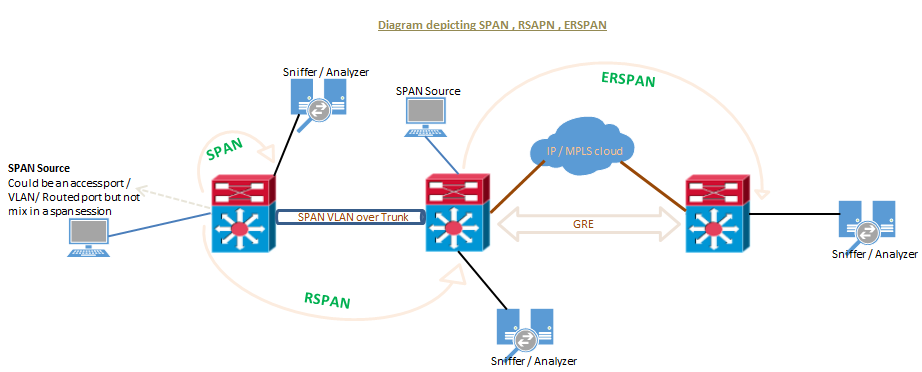 Diagram depicting SPAN , RSAPN , ERSPAN
Sniffer / Analyzer
SPAN Source
ERSPAN
SPAN
IP / MPLS cloud
SPAN Source
Could be an access port /
VLAN/ Routed port but not
mix in a span session
SPAN VLAN over Trunk
GRE
Sniffer / Analyzer
RSPAN
Sniffer / Analyzer